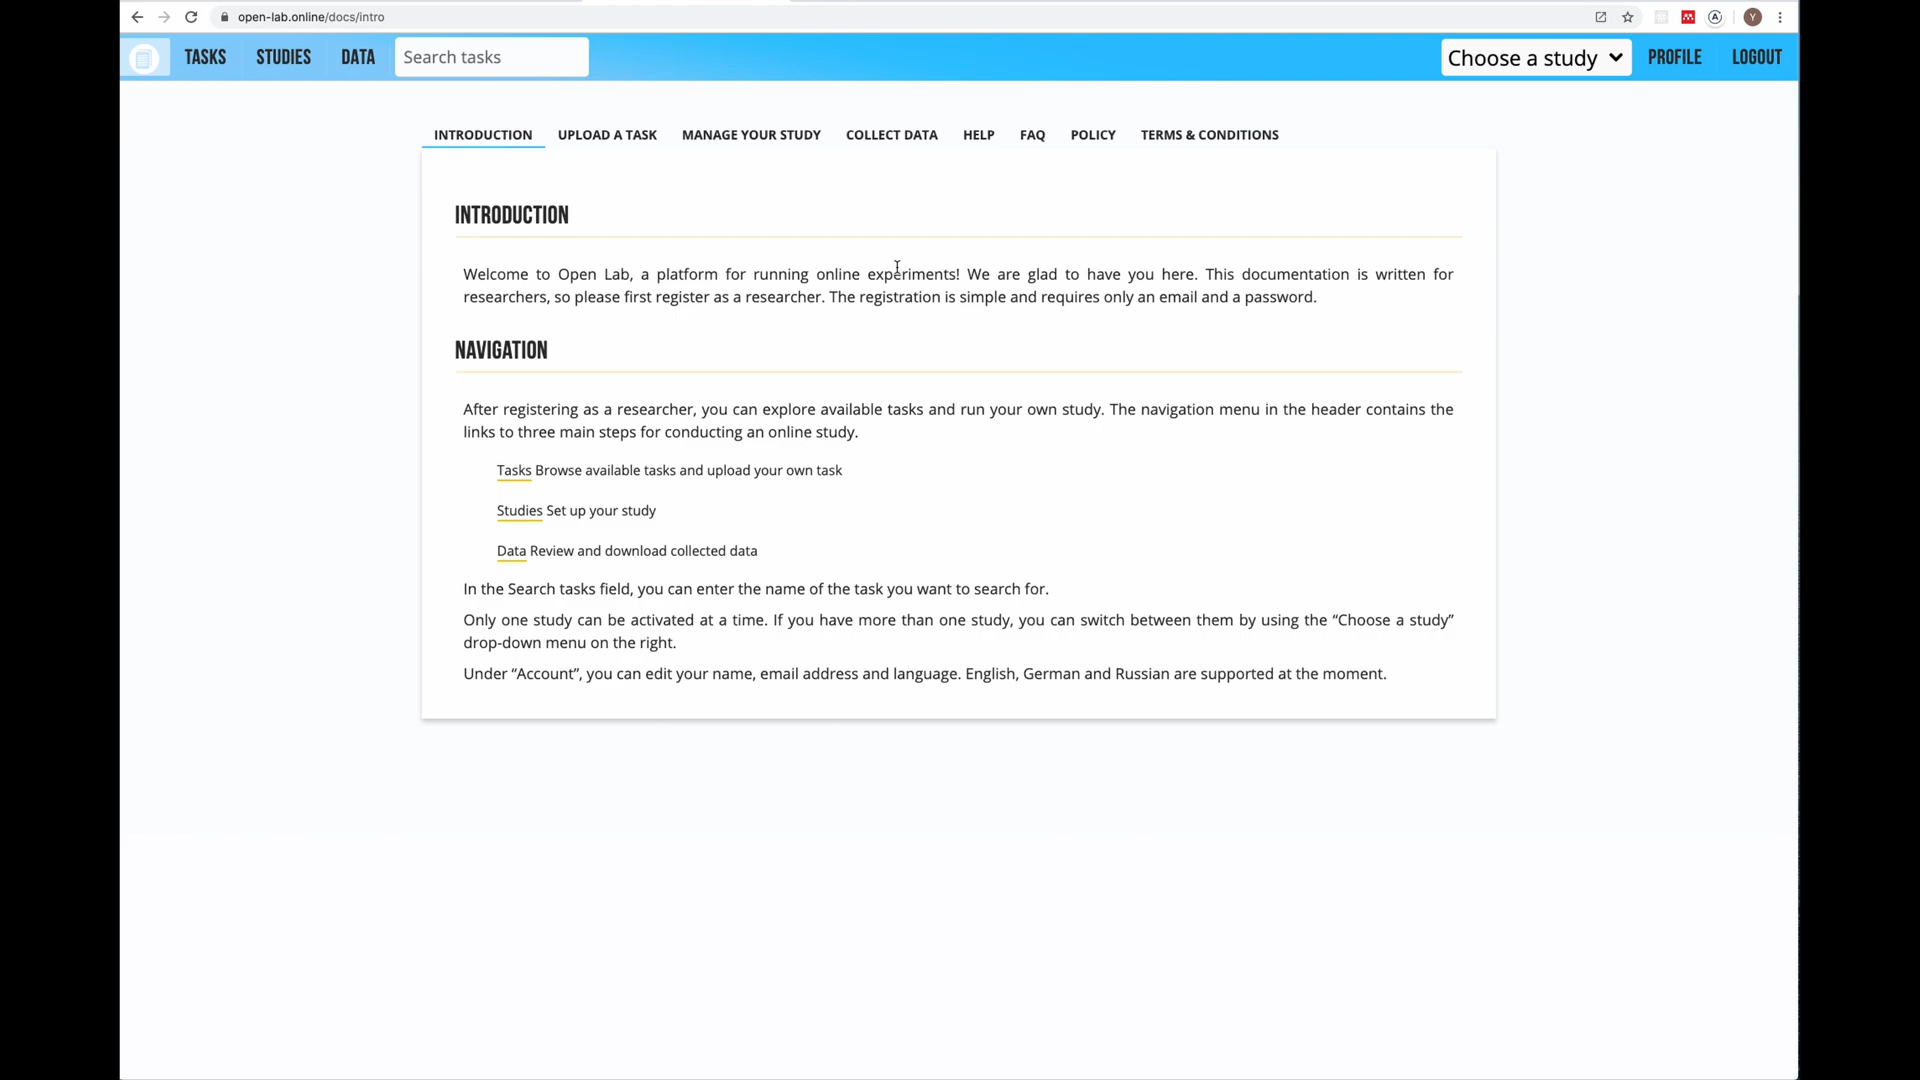 open-lab.online/docs/intro
Y
TASKS STUDIES DATA Search tasks Choose a study PROFILE LOGOUT
INTRODUCTION UPLOAD A TASK MANAGE YOUR STUDY COLLECT DATA HELP FAQ POLICY TERMS & CONDITIONS
INTRODUCTION
Welcome to Open Lab, a platform for running online experiments! We are glad to have you here. This documentation is written for
researchers, so please first register as a researcher. The registration is simple and requires only an email and a password.
NAVIGATION
After registering as a researcher, you can explore available tasks and run your own study. The navigation menu in the header contains the
links to three main steps for conducting an online study.
Tasks Browse available tasks and upload your own task
Studies Set up your study
Data Review and download collected data
In the Search tasks field, you can enter the name of the task you want to search for.
Only one study can be activated at a time. If you have more than one study, you can switch between them by using the “Choose a study”
drop-down menu on the right.
Under “Account”, you can edit your name, email address and language. English, German and Russian are supported at the moment.